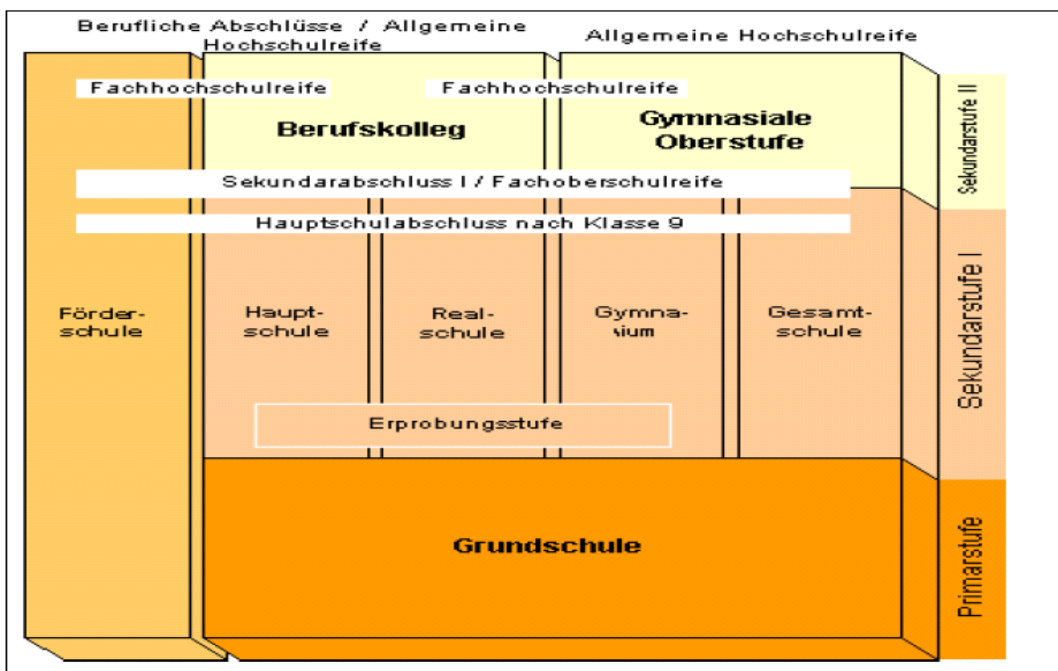 Berufliche Abschlüsse / Allgemeine
Hochschulreife
Allgemeine Hochschulreife
Fachhochschulreife
Fachhochschulreife
Berufskolleg
Gymnasiale
Oberstufe
Sekundarstufe II
Sekundarabschluss I / Fachoberschulreife
Hauptschulabschluss nach Klasse 9
Förder-
schule
Haupt-
schule
Real-
schule
Gymna-
sium
Gesamt-
schule
Sekundarstufe I
Erprobungsstufe
Grundschule
Primarstufe